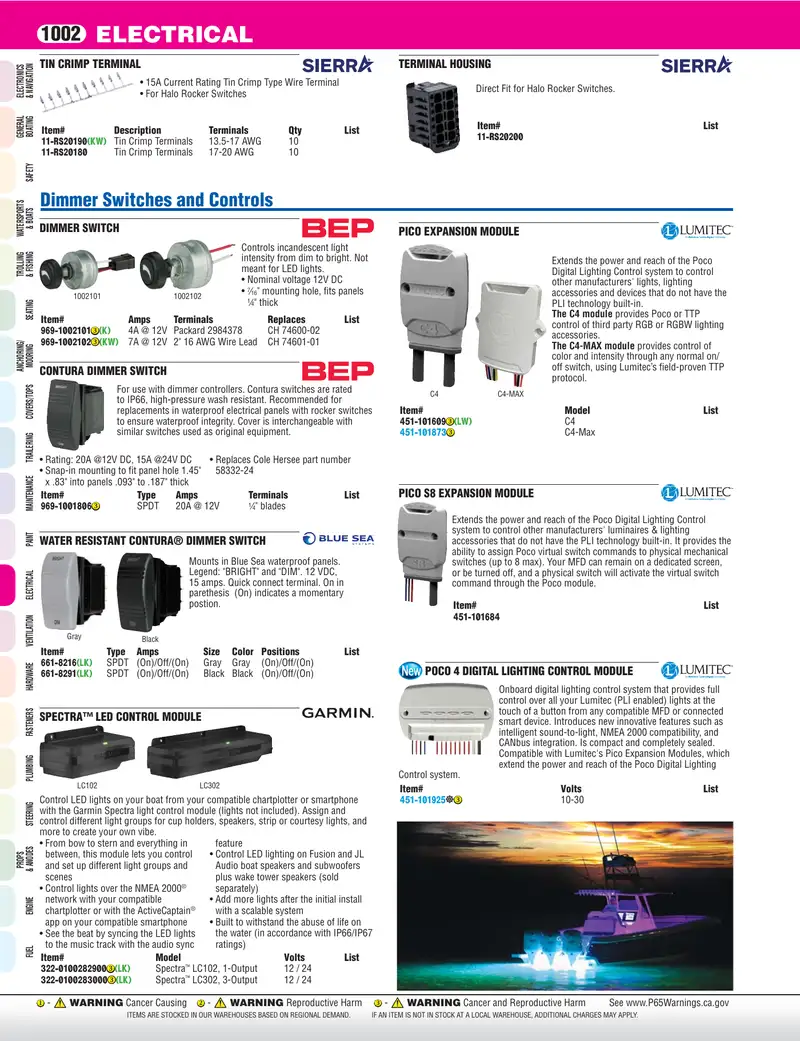 1002 ELECTRICAL
ELECTRONICS
& NAVIGATION
GENERAL
BOATING
SAFETY
WATERSPORTS
& BOATS
TROLLING
& FISHING
SEATING
ANCHORING/
MOORING
COVERS/TOPS
TRAILERING
MAINTENANCE
PAINT
ELECTRICAL
VENTILATION
HARDWARE
FASTENERS
PLUMBING
STEERING
PROPS
& ANODES
ENGINE
FUEL
TIN CRIMP TERMINAL
SIERRA
• 15A Current Rating Tin Crimp Type Wire Terminal
• For Halo Rocker Switches
Item# Description Terminals Qty List
11-RS20190(KW) Tin Crimp Terminals 13.5-17 AWG 10
11-RS20180 Tin Crimp Terminals 17-20 AWG 10
TERMINAL HOUSING
SIERRA
Direct Fit for Halo Rocker Switches.
Item# List
11-RS20200
Dimmer Switches and Controls
DIMMER SWITCH
BEP
Controls incandescent light
intensity from dim to bright. Not
meant for LED lights.
• Nominal voltage 12V DC
• 7⁄16" mounting hole, fits panels
¼" thick
1002101 1002102
Item# Amps Terminals Replaces List
969-1002101 3 (K) 4A @ 12V Packard 2984378 CH 74600-02
969-1002102 3 (KW) 7A @ 12V 2" 16 AWG Wire Lead CH 74601-01
CONTURA DIMMER SWITCH
BEP
For use with dimmer controllers. Contura switches are rated
to IP66, high-pressure wash resistant. Recommended for
replacements in waterproof electrical panels with rocker switches
to ensure waterproof integrity. Cover is interchangeable with
similar switches used as original equipment.
• Rating: 20A @12V DC, 15A @24V DC
• Snap-in mounting to fit panel hole 1.45"
x .83" into panels .093" to .187" thick
• Replaces Cole Hersee part number
58332-24
Item# Type Amps Terminals List
969-1001806 3 SPDT 20A @ 12V ¼" blades
WATER RESISTANT CONTURA® DIMMER SWITCH
BLUE SEA
SYSTEMS
Mounts in Blue Sea waterproof panels.
Legend: "BRIGHT" and "DIM". 12 VDC,
15 amps. Quick connect terminal. On in
parethesis (On) indicates a momentary
postion.
Gray Black
Item# Type Amps Size Color Positions List
661-8216(LK) SPDT (On)/Off/(On) Gray Gray (On)/Off/(On)
661-8291(LK) SPDT (On)/Off/(On) Black Black (On)/Off/(On)
SPECTRA™ LED CONTROL MODULE
GARMIN.
LC102 LC302
Control LED lights on your boat from your compatible chartplotter or smartphone
with the Garmin Spectra light control module (lights not included). Assign and
control different light groups for cup holders, speakers, strip or courtesy lights, and
more to create your own vibe.
• From bow to stern and everything in
between, this module lets you control
and set up different light groups and
scenes
• Control lights over the NMEA 2000®
network with your compatible
chartplotter or with the ActiveCaptain®
app on your compatible smartphone
• See the beat by syncing the LED lights
to the music track with the audio sync
feature
• Control LED lighting on Fusion and JL
Audio boat speakers and subwoofers
plus wake tower speakers (sold
separately)
• Add more lights after the initial install
with a scalable system
• Built to withstand the abuse of life on
the water (in accordance with IP66/IP67
ratings)
Item# Model Volts List
322-0100282900 3 (LK) Spectra™ LC102, 1-Output 12 / 24
322-0100283000 3 (LK) Spectra™ LC302, 3-Output 12 / 24
PICO EXPANSION MODULE
LUMITEC™
Extends the power and reach of the Poco
Digital Lighting Control system to control
other manufacturers' lights, lighting
accessories and devices that do not have the
PLI technology built-in.
The C4 module provides Poco or TTP
control of third party RGB or RGBW lighting
accessories.
The C4-MAX module provides control of
color and intensity through any normal on/
off switch, using Lumitec's field-proven TTP
protocol.
C4 C4-MAX
Item# Model List
451-101609 3 (LW) C4
451-101873 3 C4-Max
PICO S8 EXPANSION MODULE
LUMITEC™
Extends the power and reach of the Poco Digital Lighting Control
system to control other manufacturers' luminaires & lighting
accessories that do not have the PLI technology built-in. It provides the
ability to assign Poco virtual switch commands to physical mechanical
switches (up to 8 max). Your MFD can remain on a dedicated screen,
or be turned off, and a physical switch will activate the virtual switch
command through the Poco module.
Item# List
451-101684
New POCO 4 DIGITAL LIGHTING CONTROL MODULE
LUMITEC™
Onboard digital lighting control system that provides full
control over all your Lumitec (PLI enabled) lights at the
touch of a button from any compatible MFD or connected
smart device. Introduces new innovative features such as
intelligent sound-to-light, NMEA 2000 compatibility, and
CANbus integration. Is compact and completely sealed.
Compatible with Lumitec's Pico Expansion Modules, which
extend the power and reach of the Poco Digital Lighting
Control system.
Item# Volts List
451-101925 3 10-30
1 - WARNING Cancer Causing 2 - WARNING Reproductive Harm 3 - WARNING Cancer and Reproductive Harm See www.P65Warnings.ca.gov
ITEMS ARE STOCKED IN OUR WAREHOUSES BASED ON REGIONAL DEMAND. IF AN ITEM IS NOT IN STOCK AT A LOCAL WAREHOUSE, ADDITIONAL CHARGES MAY APPLY.